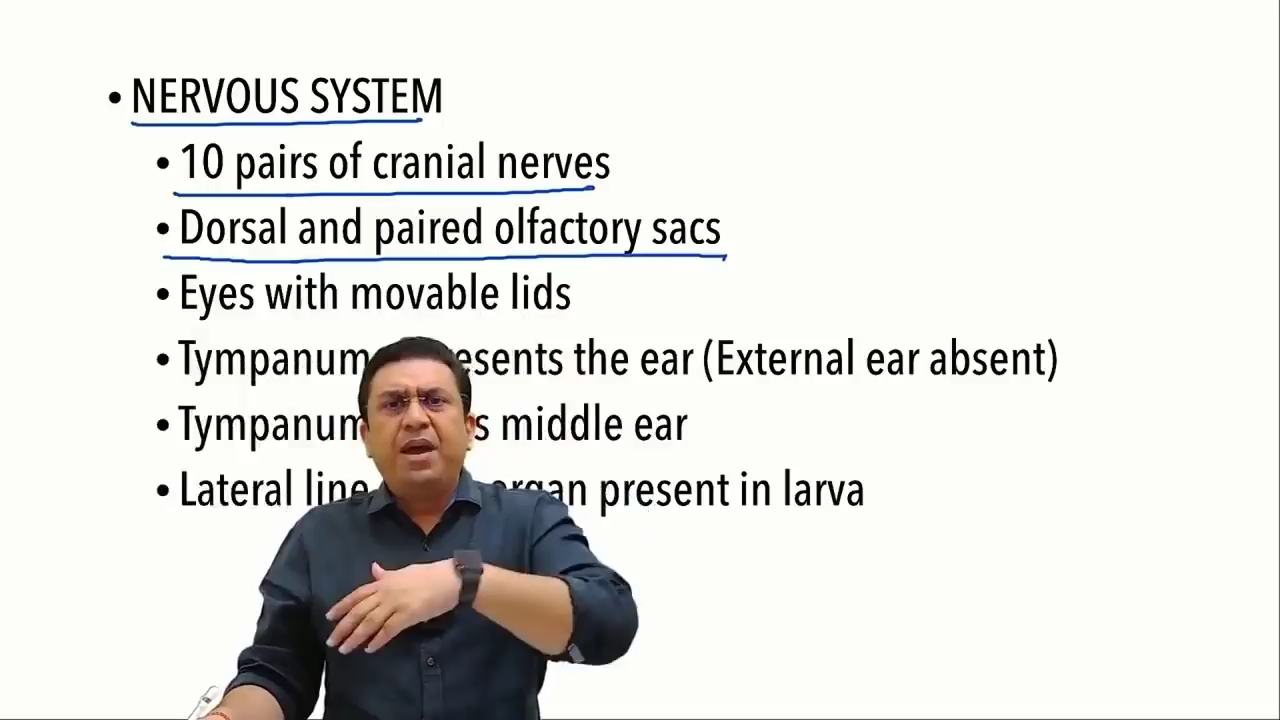 • NERVOUS SYSTEM
• 10 pairs of cranial nerves
• Dorsal and paired olfactory sacs
• Eyes with movable lids
• Tympanum the ear (External ear absent)
• Tympanum middle ear
• Lateral line organ present in larva